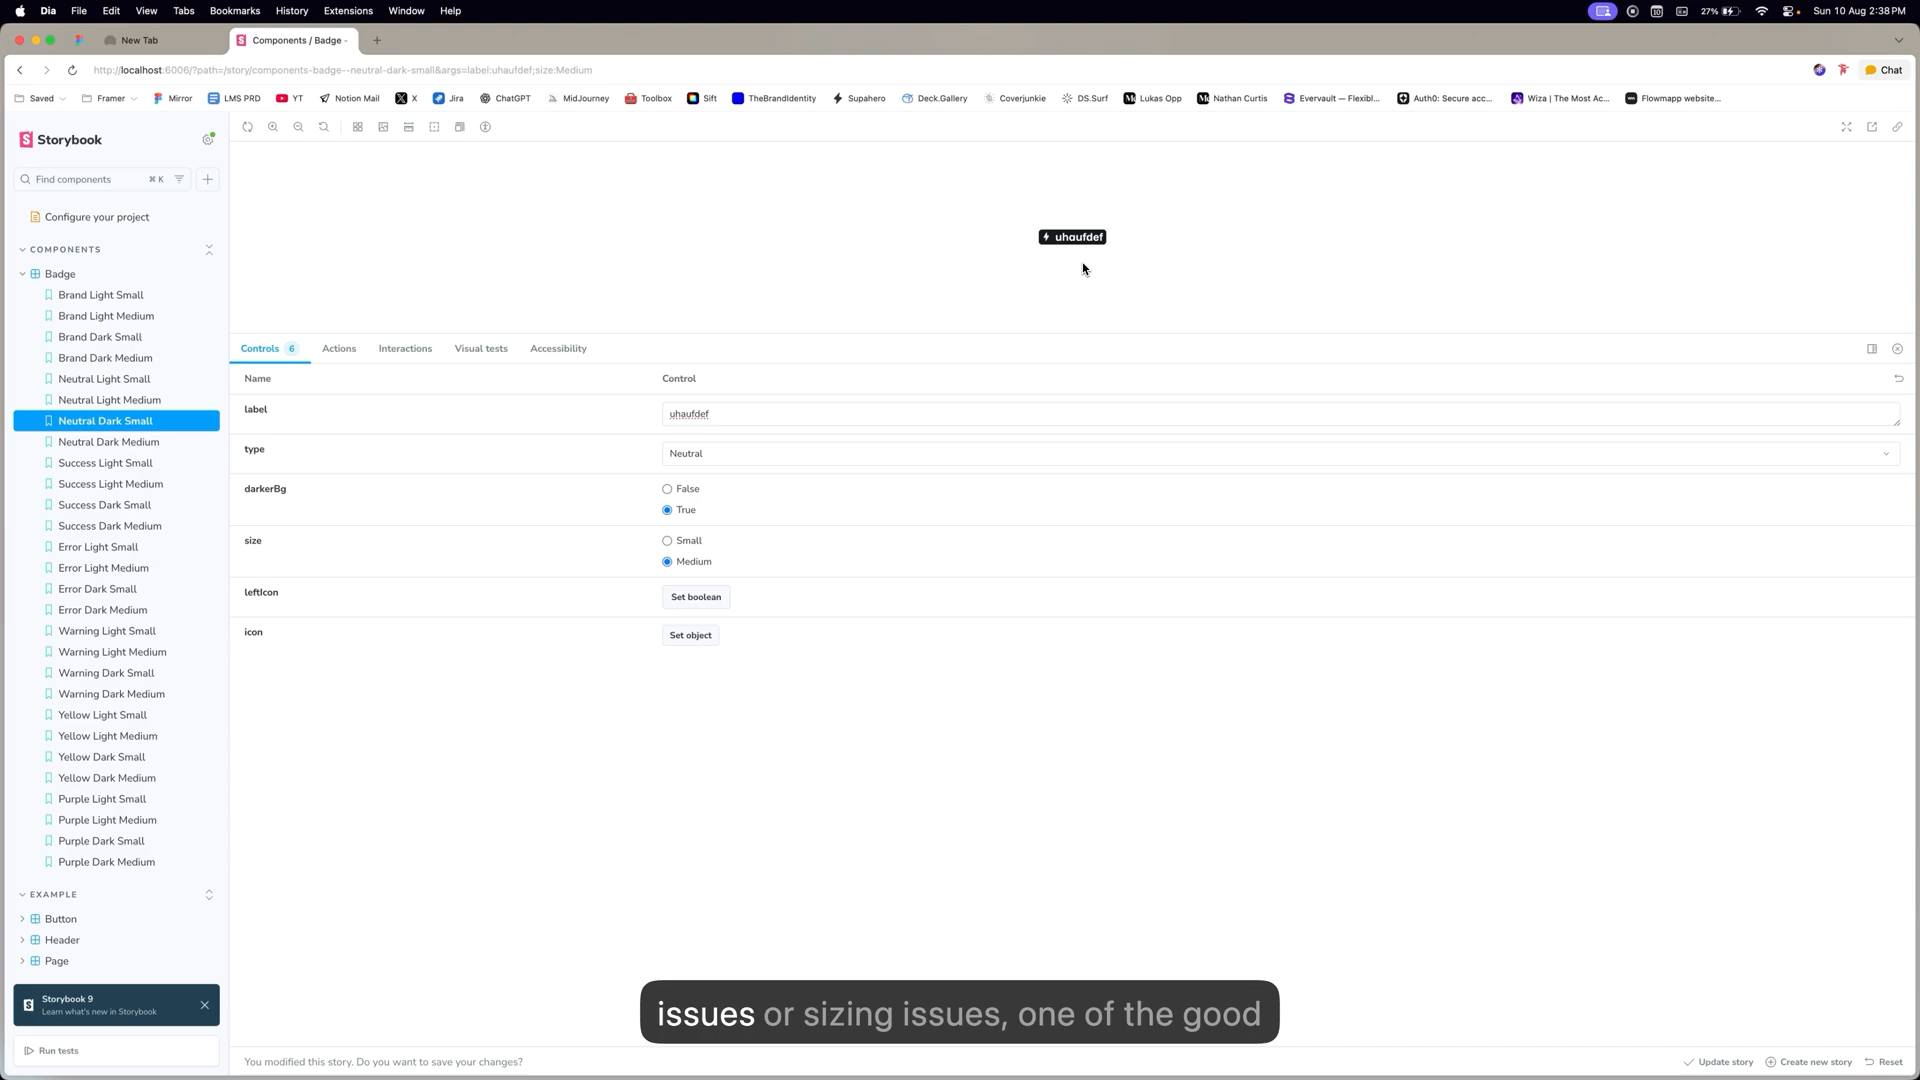 Dia File Edit View Tabs Bookmarks History Extensions Window Help
10
27%
Sun 10 Aug 2:38 PM
New Tab
Components / Badge -
http://localhost:6006/?path=/story/components-badge--neutral-dark-small&args=label:uhaufdef;size:Medium
Chat
Saved
Framer
Mirror
LMS PRD
YT
Notion Mail
X
Jira
ChatGPT
MidJourney
Toolbox
Sift
TheBrandIdentity
Supahero
Deck.Gallery
Coverjunkie
DS.Surf
Lukas Opp
Nathan Curtis
Evervault — Flexibl...
Auth0: Secure acc...
Wiza | The Most Ac...
Flowmapp website...
Storybook
Find components
⌘ K
Configure your project
COMPONENTS
Badge
Brand Light Small
Brand Light Medium
Brand Dark Small
Brand Dark Medium
Neutral Light Small
Neutral Light Medium
Neutral Dark Small
Neutral Dark Medium
Success Light Small
Success Light Medium
Success Dark Small
Success Dark Medium
Error Light Small
Error Light Medium
Error Dark Small
Error Dark Medium
Warning Light Small
Warning Light Medium
Warning Dark Small
Warning Dark Medium
Yellow Light Small
Yellow Light Medium
Yellow Dark Small
Yellow Dark Medium
Purple Light Small
Purple Light Medium
Purple Dark Small
Purple Dark Medium
EXAMPLE
Button
Header
Page
Storybook 9
Learn what's new in Storybook
Run tests
uhaufdef
Controls 6
Actions
Interactions
Visual tests
Accessibility
Name
Control
label
uhaufdef
type
Neutral
darkerBg
False
True
size
Small
Medium
leftIcon
Set boolean
icon
Set object
issues or sizing issues, one of the good
You modified this story. Do you want to save your changes?
Update story
Create new story
Reset